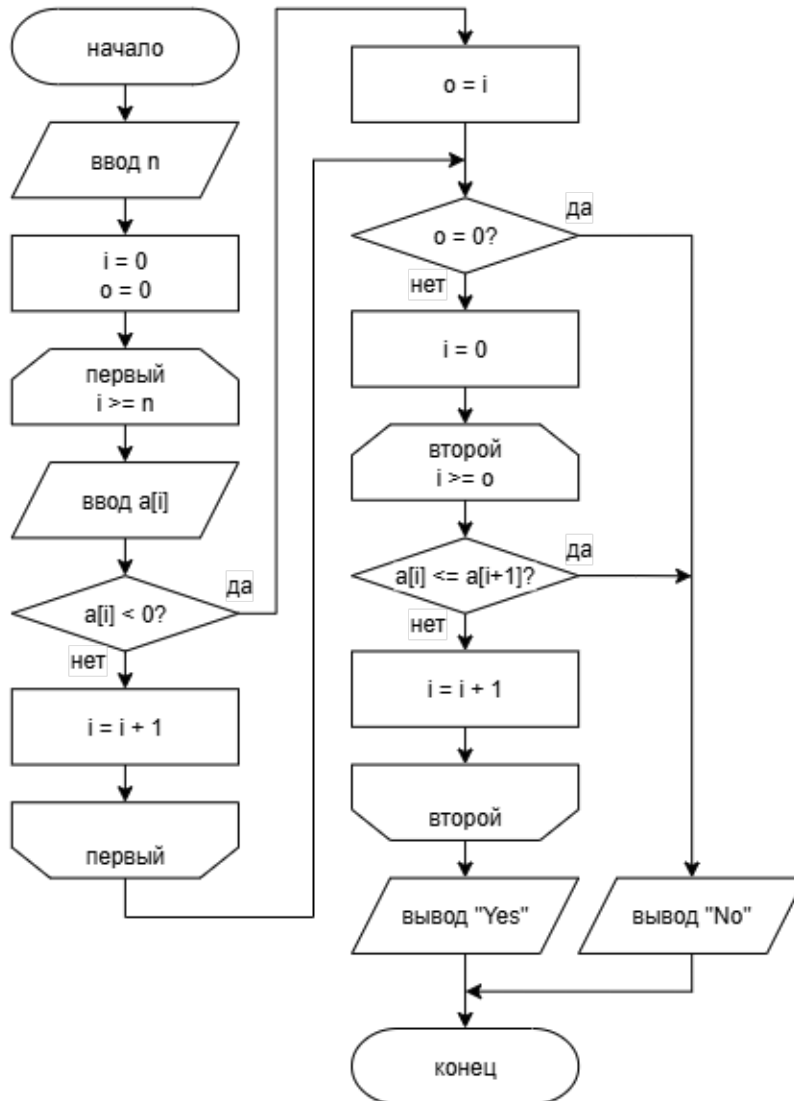 начало
ввод n
i = 0
o = 0
первый
i >= n
ввод a[i]
a[i] < 0?
да
нет
i = i + 1
первый
o = i
o = 0?
да
нет
i = 0
второй
i >= o
a[i] <= a[i+1]?
да
нет
i = i + 1
второй
вывод "Yes"
вывод "No"
конец